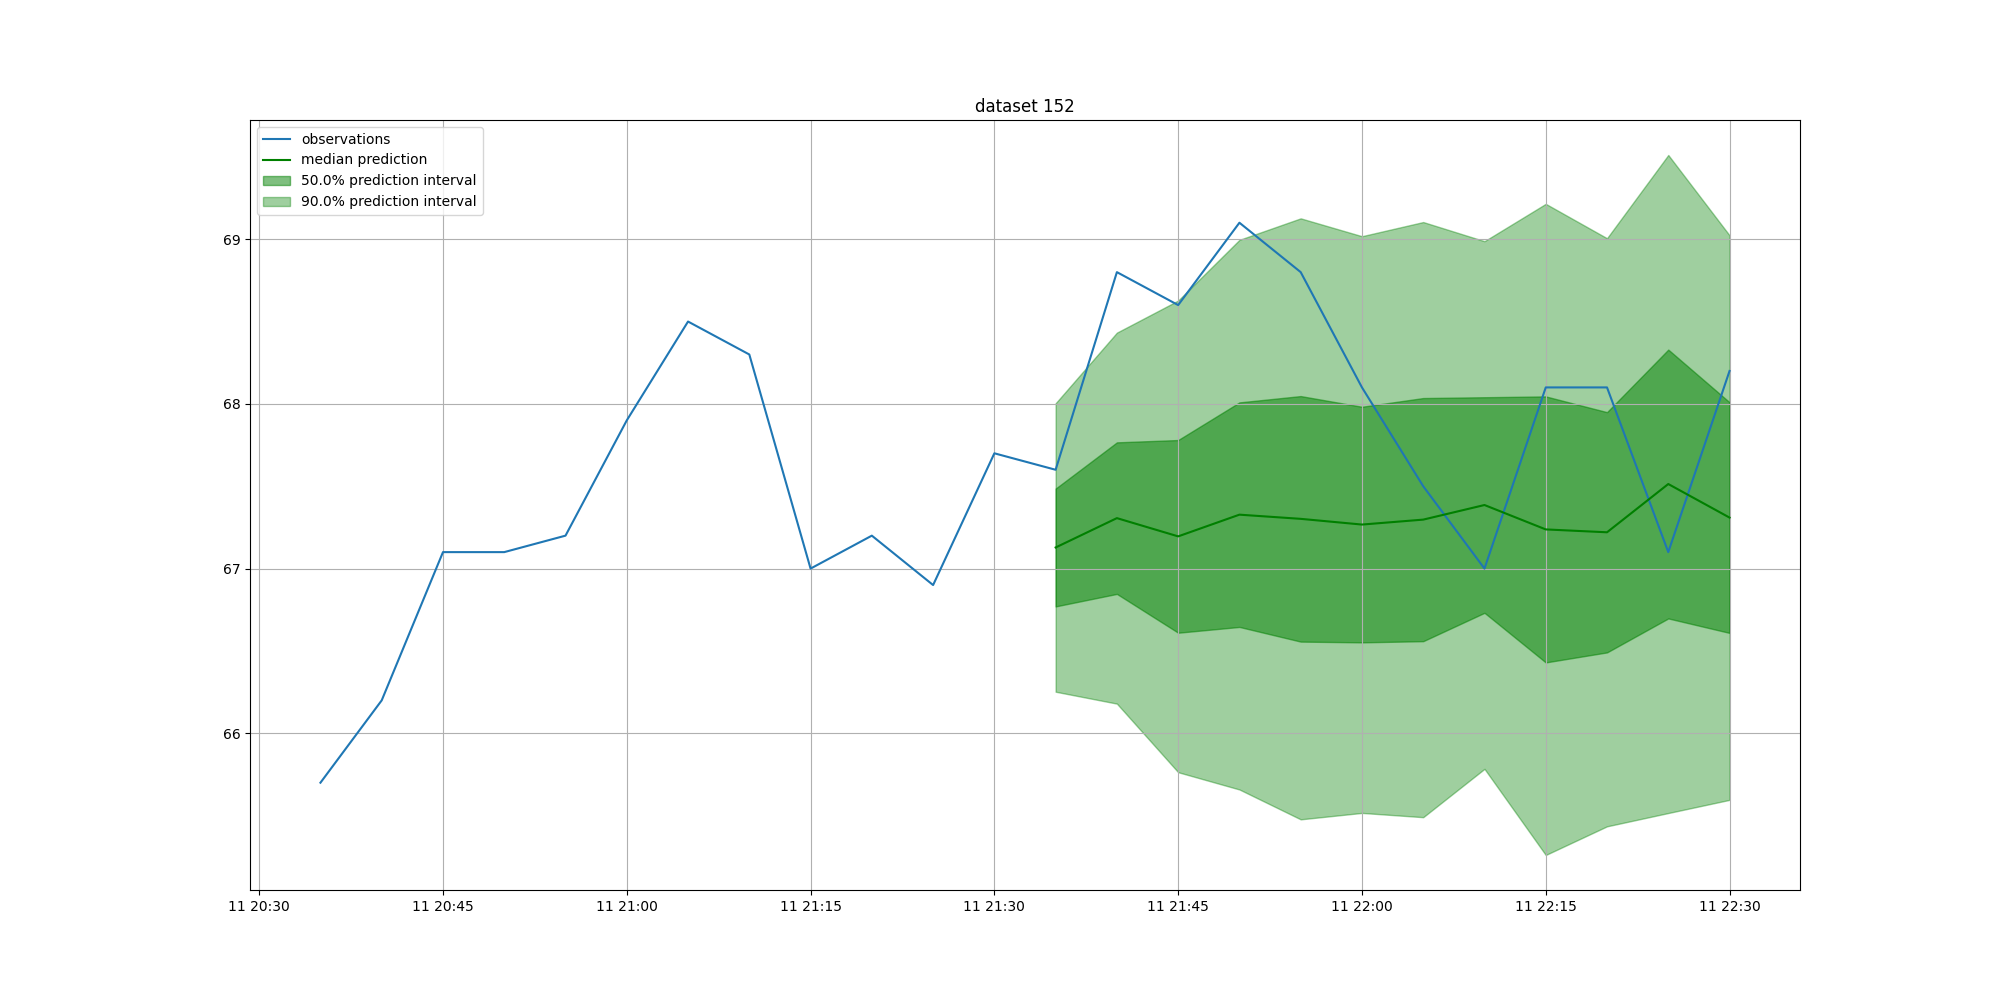 dataset 152
observations
median prediction
50.0% prediction interval
90.0% prediction interval
69
68
67
66
11 20:30
11 20:45
11 21:00
11 21:15
11 21:30
11 21:45
11 22:00
11 22:15
11 22:30